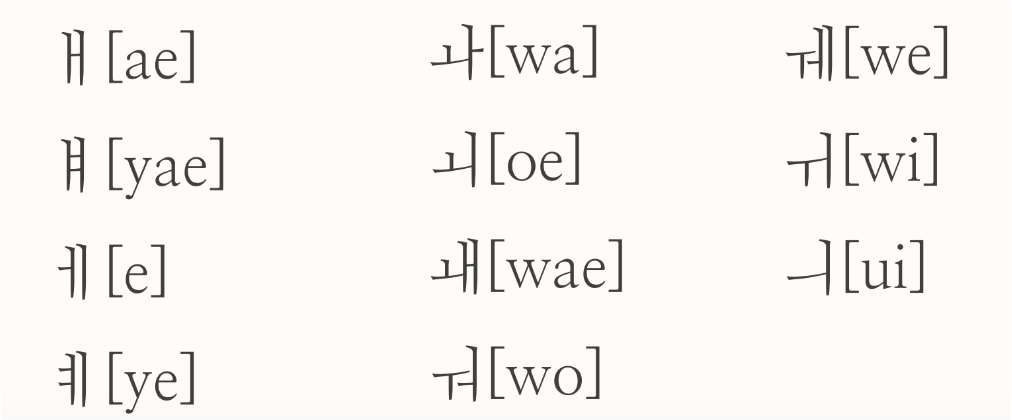 ㅐ [ae]
ㅒ [yae]
ㅔ [e]
ㅖ [ye]
ㅘ[wa]
ㅚ[oe]
ㅙ[wae]
ㅝ[wo]
ㅞ[we]
ㅟ[wi]
ㅢ[ui]